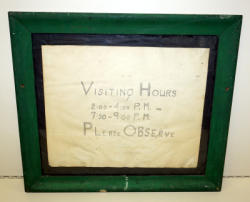 VISITING HOURS
2:00-4:00 P.M. -
7:30-9:00 P.M.
PLEASE OBSERVE